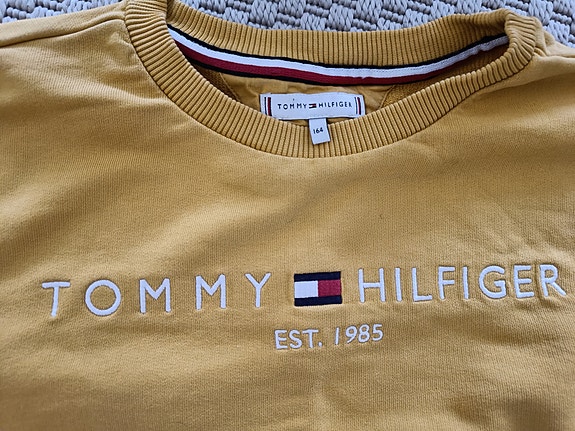 TOMMY HILFIGER
164
TOMMY HILFIGER
EST. 1985